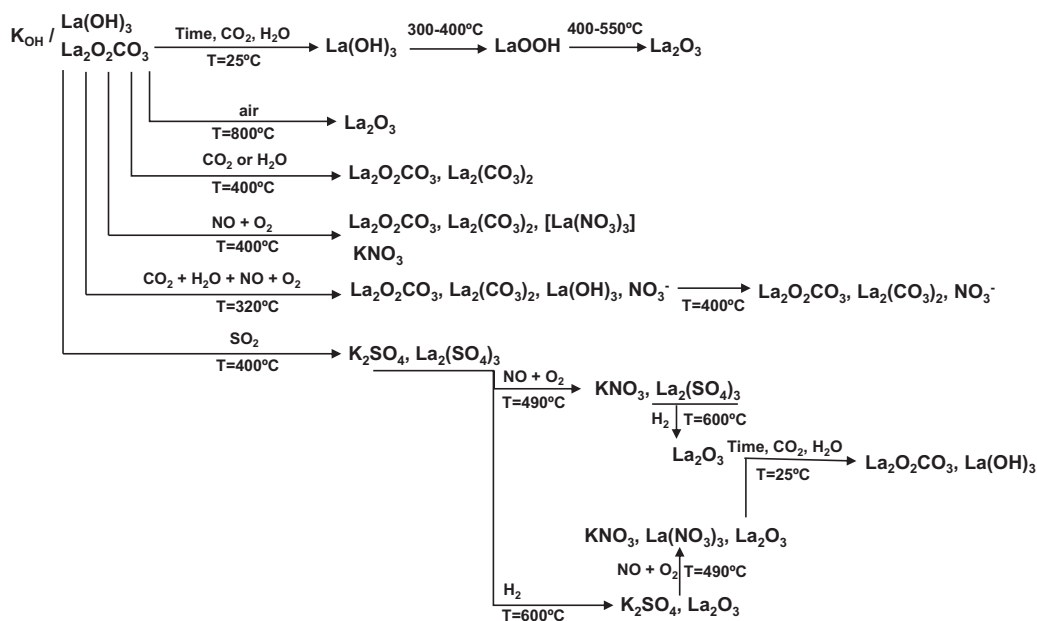 K_OH / La(OH)₃
La₂O₂CO₃
Time, CO₂, H₂O
T=25ºC
La(OH)₃
300-400ºC
LaOOH
400-550ºC
La₂O₃
air
T=800ºC
La₂O₃
CO₂ or H₂O
T=400ºC
La₂O₂CO₃, La₂(CO₃)₂
NO + O₂
T=400ºC
La₂O₂CO₃, La₂(CO₃)₂, [La(NO₃)₃]
KNO₃
CO₂ + H₂O + NO + O₂
T=320ºC
La₂O₂CO₃, La₂(CO₃)₂, La(OH)₃, NO₃⁻
T=400ºC
La₂O₂CO₃, La₂(CO₃)₂, NO₃⁻
SO₂
T=400ºC
K₂SO₄, La₂(SO₄)₃
NO + O₂
T=490ºC
KNO₃, La₂(SO₄)₃
H₂
T=600ºC
La₂O₃
Time, CO₂, H₂O
T=25ºC
La₂O₂CO₃, La(OH)₃
KNO₃, La(NO₃)₃, La₂O₃
NO + O₂
T=490ºC
H₂
T=600ºC
K₂SO₄, La₂O₃